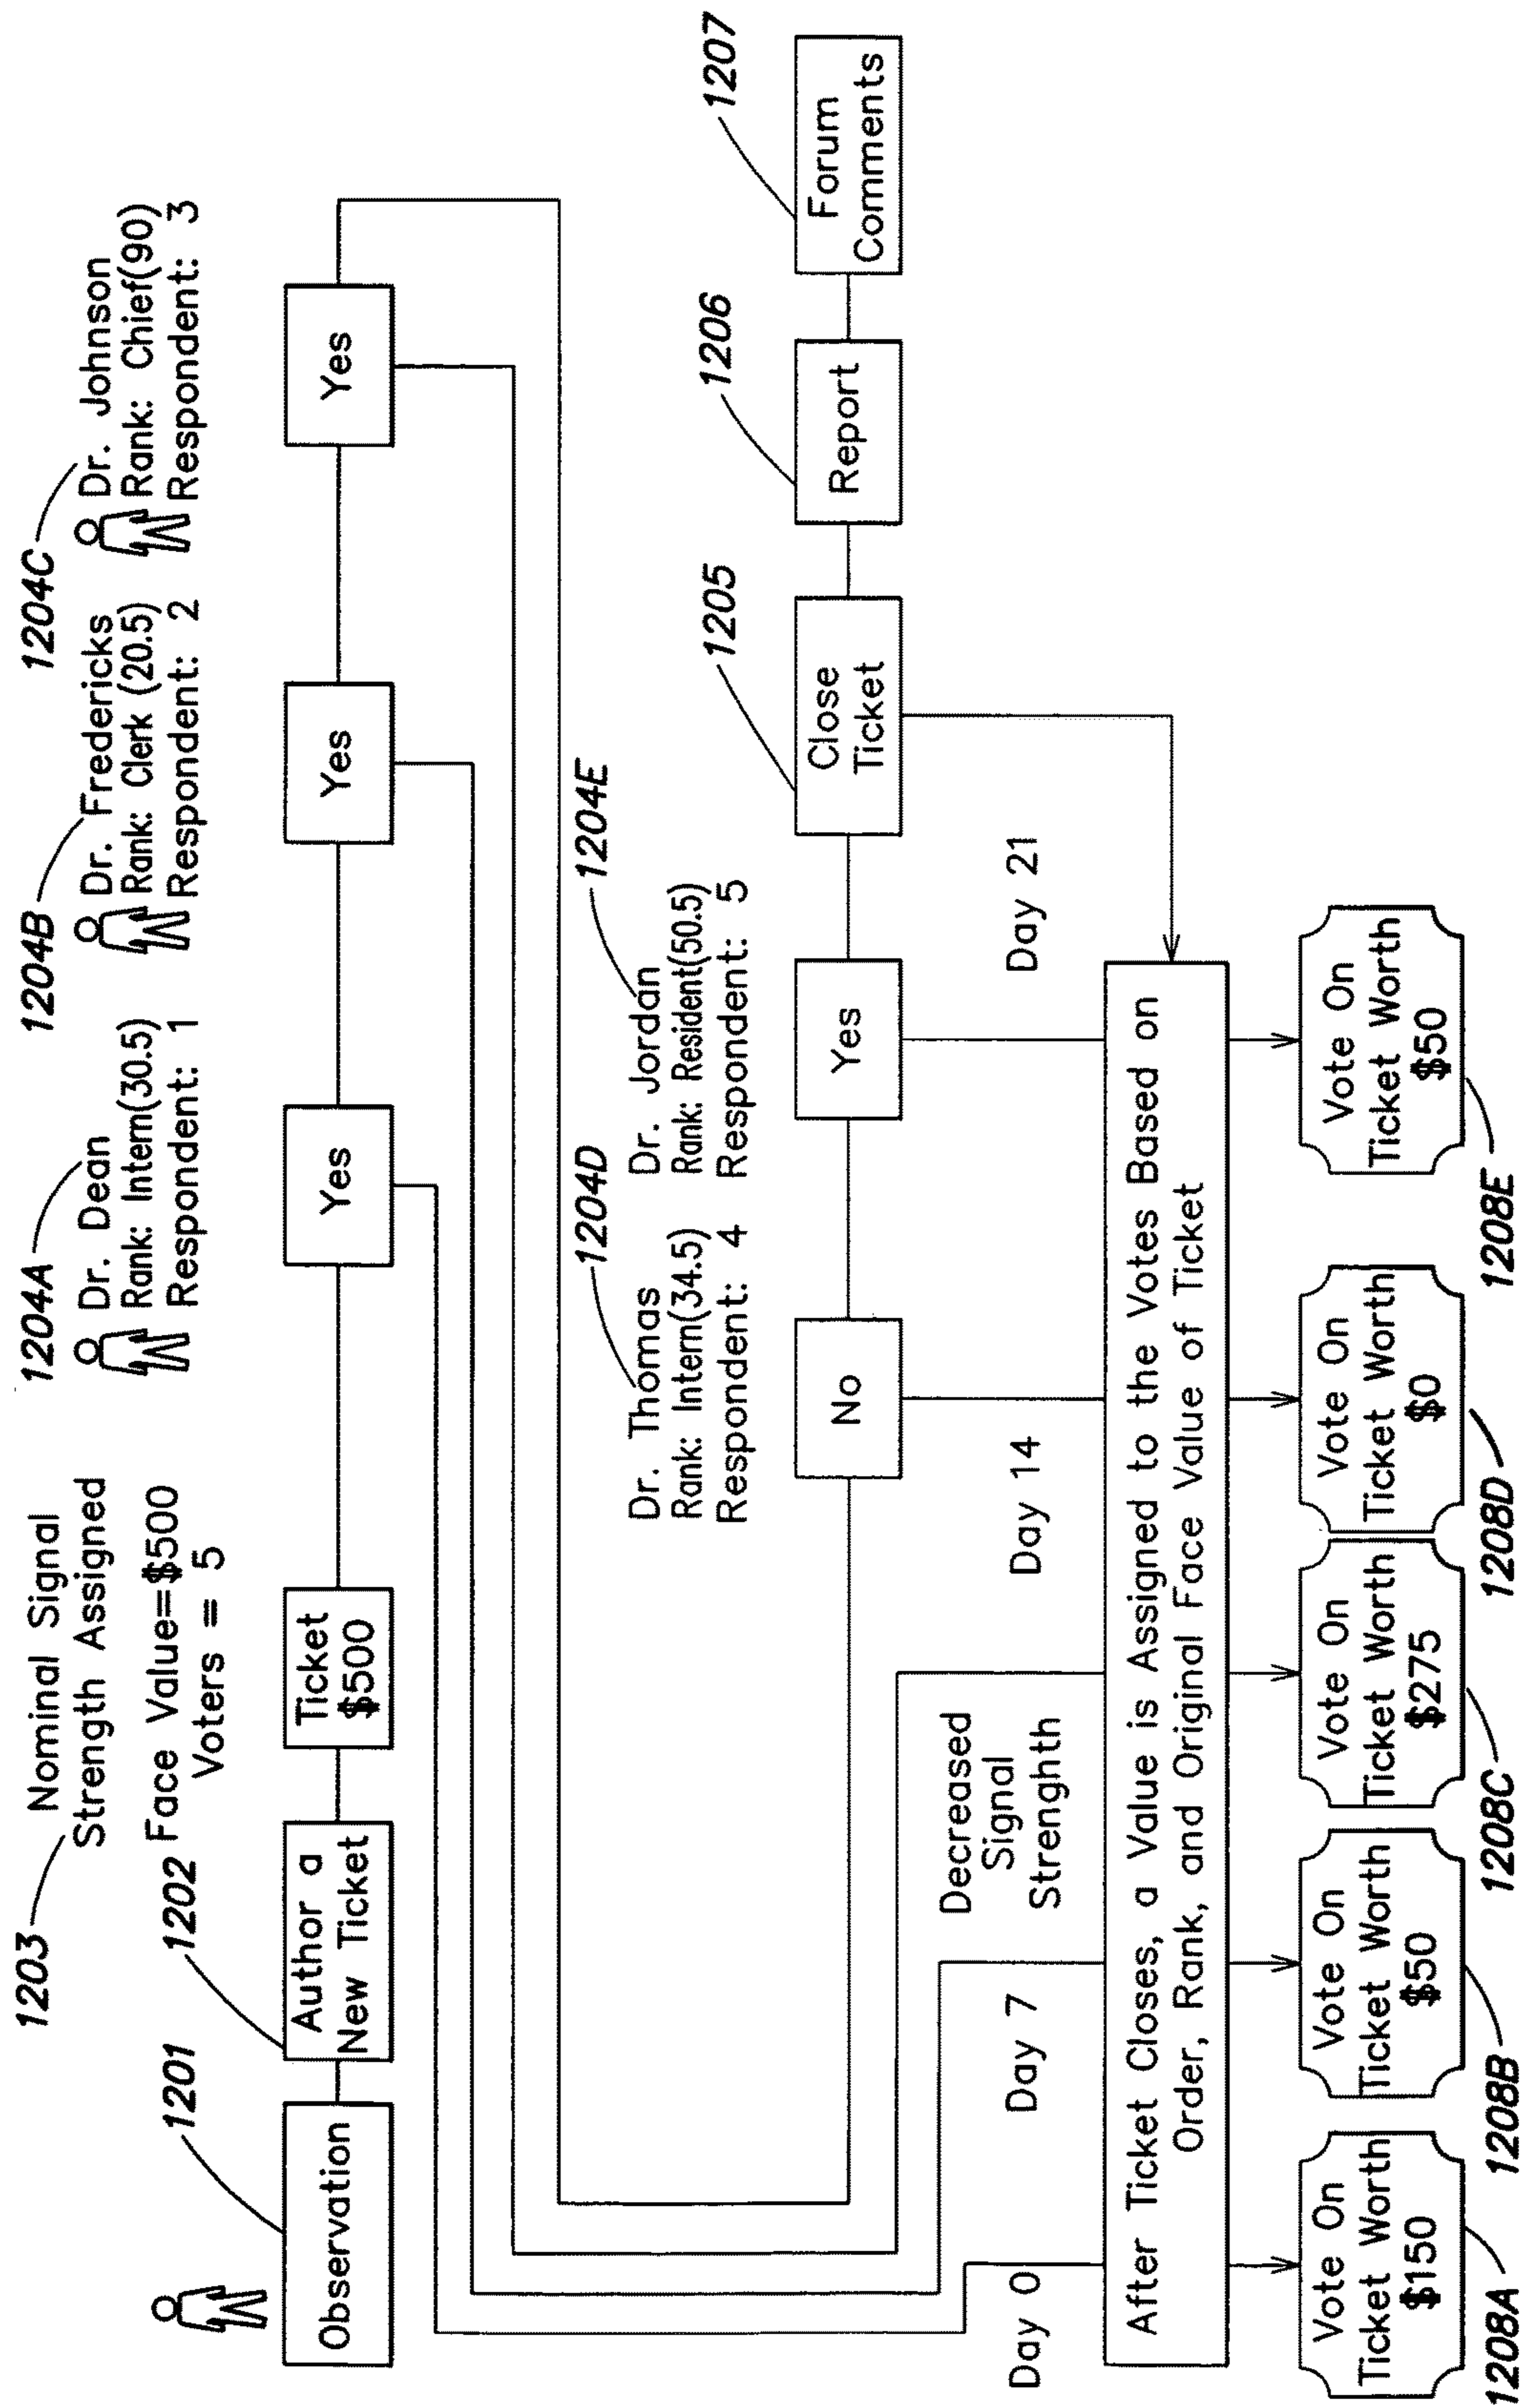 1203
Nominal Signal
Strength Assigned
1201
1202
Face Value=$500
Voters = 5
1204A
Dr. Dean
Rank: Intern(30.5)
Respondent: 1
1204B
Dr. Fredericks
Rank: Clerk (20.5)
Respondent: 2
1204C
Dr. Johnson
Rank: Chief(90)
Respondent: 3
Observation
Author a
New Ticket
Ticket
$500
Yes
Yes
Yes
1204D
Dr. Thomas
Rank: Intern(34.5)
Respondent: 4
1204E
Dr. Jordan
Rank: Resident(50.5)
Respondent: 5
1205
1206
1207
No
Yes
Close
Ticket
Report
Forum
Comments
Day 0
Day 7
Decreased
Signal
Strenghth
Day 14
Day 21
After Ticket Closes, a Value is Assigned to the Votes Based on
Order, Rank, and Original Face Value of Ticket
Vote On
Ticket Worth
$150
Vote On
Ticket Worth
$50
Vote On
Ticket Worth
$275
Vote On
Ticket Worth
$0
Vote On
Ticket Worth
$50
1208A
1208B
1208C
1208D
1208E